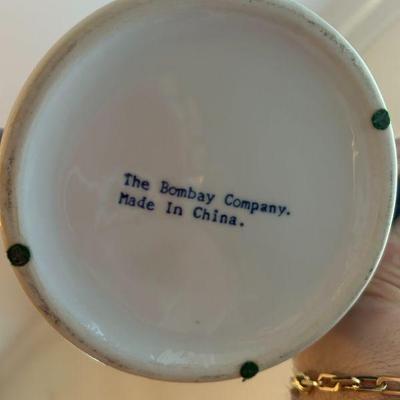 The Bombay Company.
Made In China.